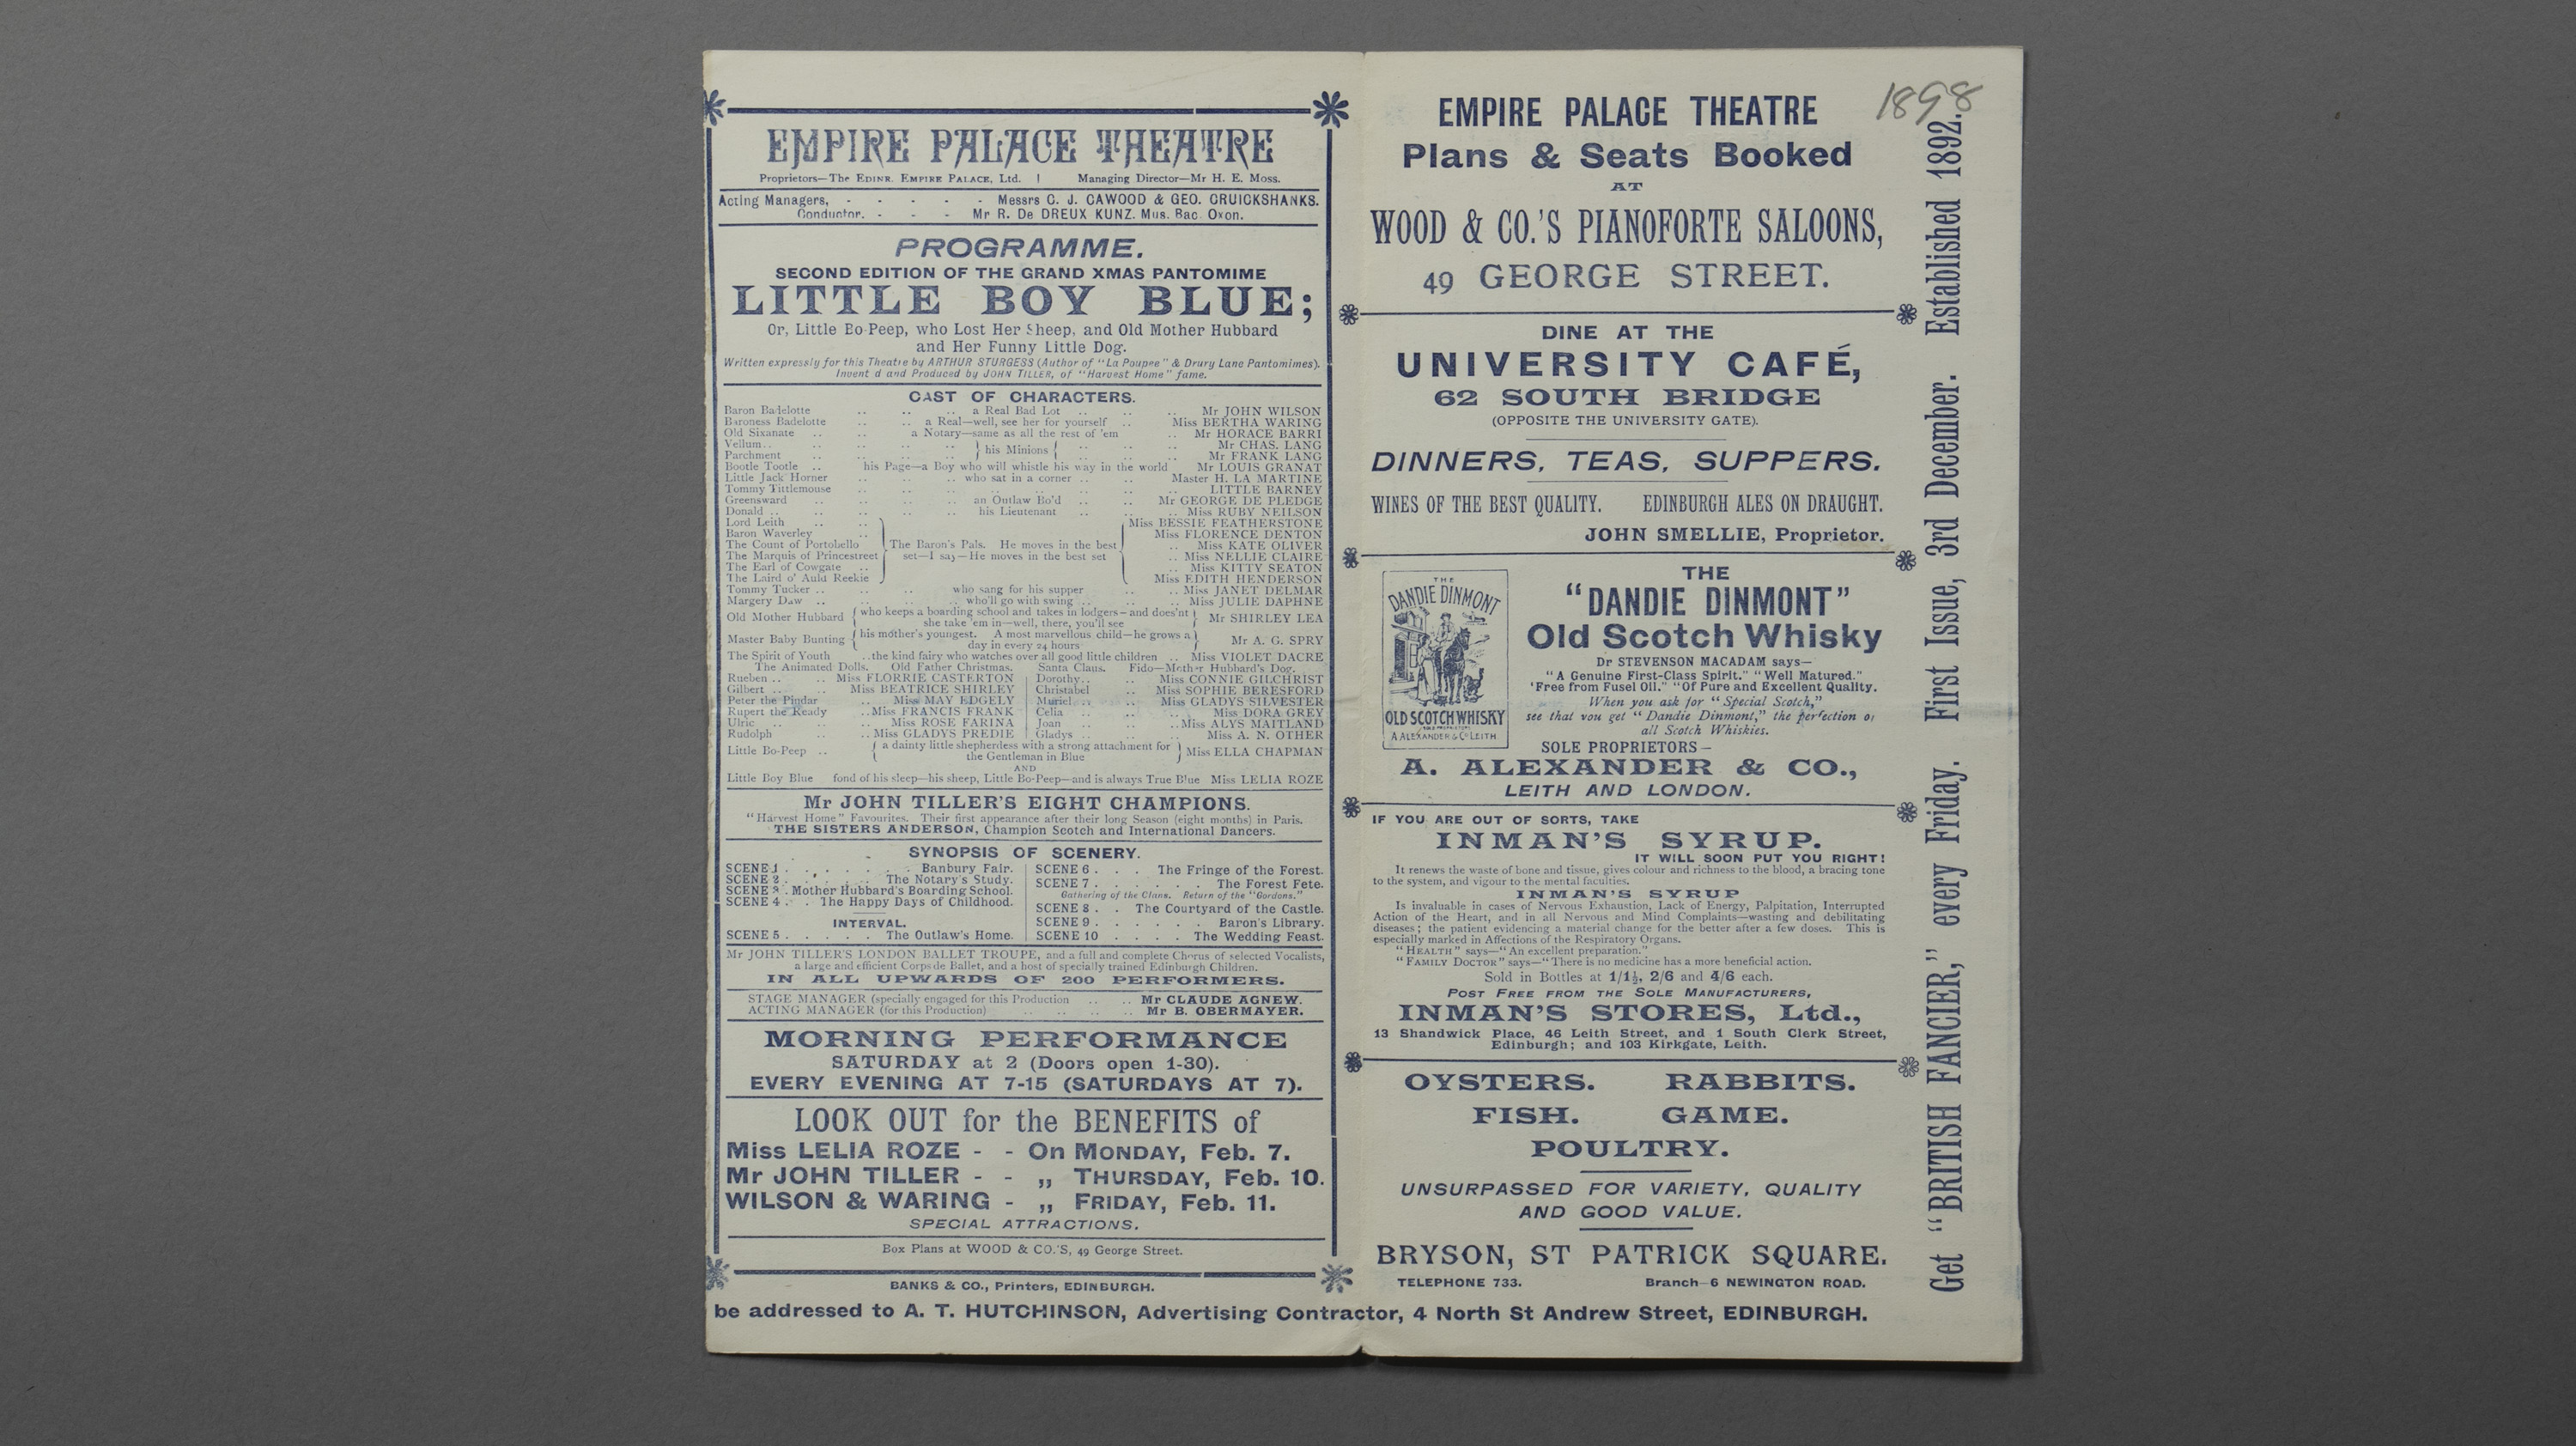 EMPIRE PALACE THEATRE
Proprietors—The EDINR. EMPIRE PALACE, Ltd. | Managing Director—Mr H. E. Moss.
Acting Managers, - - - - - Messrs C. J. CAWOOD & GEO. CRUICKSHANKS.
Conductor. - - - Mr R. De DREUX KUNZ. Mus. Bac. Oxon.
PROGRAMME.
SECOND EDITION OF THE GRAND XMAS PANTOMIME
LITTLE BOY BLUE;
Or, Little Bo-Peep, who Lost Her Sheep, and Old Mother Hubbard
and Her Funny Little Dog.
Written expressly for this Theatre by ARTHUR STURGESS (Author of "La Poupee" & Drury Lane Pantomimes).
Invent d and Produced by JOHN TILLER, of "Harvest Home" fame.
CAST OF CHARACTERS.
Baron Badelotte .. .. .. a Real Bad Lot .. .. .. Mr JOHN WILSON
Baroness Badelotte .. .. a Real—well, see her for yourself .. Miss BERTHA WARING
Old Sixanate .. .. a Notary—same as all the rest of 'em .. Mr HORACE BARRI
Vellum.. .. .. .. } his Minions { .. .. .. Mr CHAS. LANG
Parchment .. .. .. .. Mr FRANK LANG
Bootle Tootle .. his Page—a Boy who will whistle his way in the world Mr LOUIS GRANAT
Little Jack Horner .. .. .. who sat in a corner .. .. Master H. LA MARTINE
Tommy Tittlemouse .. .. .. .. .. .. LITTLE BARNEY
Greensward .. .. .. an Outlaw Bo'd .. .. Mr GEORGE DE PLEDGE
Donald .. .. .. .. his Lieutenant .. .. .. Miss RUBY NEILSON
Lord Leith .. .. Miss BESSIE FEATHERSTONE
Baron Waverley .. Miss FLORENCE DENTON
The Count of Portobello } The Baron's Pals. He moves in the best { .. Miss KATE OLIVER
The Marquis of Princestreet set—I say—He moves in the best set .. Miss NELLIE CLAIRE
The Earl of Cowgate .. .. Miss KITTY SEATON
The Laird o' Auld Reekie Miss EDITH HENDERSON
Tommy Tucker .. .. .. who sang for his supper .. .. Miss JANET DELMAR
Margery Daw .. .. .. who'll go with swing .. .. .. Miss JULIE DAPHNE
Old Mother Hubbard { who keeps a boarding school and takes in lodgers—and does'nt } Mr SHIRLEY LEA
she take 'em in—well, there, you'll see
Master Baby Bunting { his mother's youngest. A most marvellous child—he grows a } Mr A. G. SPRY
day in every 24 hours
The Spirit of Youth ..the kind fairy who watches over all good little children .. Miss VIOLET DACRE
The Animated Dolls. Old Father Christmas. Santa Claus. Fido—Mother Hubbard's Dog.
Rueben .. .. Miss FLORRIE CASTERTON | Dorothy.. .. Miss CONNIE GILCHRIST
Gilbert .. .. Miss BEATRICE SHIRLEY | Christabel .. Miss SOPHIE BERESFORD
Peter the Pindar .. Miss MAY EDGELY | Muriel .. .. Miss GLADYS SILVESTER
Rupert the Ready ..Miss FRANCIS FRANK | Celia .. .. Miss DORA GREY
Ulric .. .. Miss ROSE FARINA | Joan .. ..Miss ALYS MAITLAND
Rudolph .. ..Miss GLADYS PREDIE | Gladys .. .. Miss A. N. OTHER
Little Bo-Peep .. { a dainty little shepherdess with a strong attachment for } Miss ELLA CHAPMAN
the Gentleman in Blue
AND
Little Boy Blue fond of his sleep—his sheep, Little Bo-Peep—and is always True Blue Miss LELIA ROZE
Mr JOHN TILLER'S EIGHT CHAMPIONS.
"Harvest Home" Favourites. Their first appearance after their long Season (eight months) in Paris.
THE SISTERS ANDERSON, Champion Scotch and International Dancers.
SYNOPSIS OF SCENERY.
SCENE 1 . . . . . . Banbury Fair.
SCENE 2 . . . . . The Notary's Study.
SCENE 3 . Mother Hubbard's Boarding School.
SCENE 4 . . The Happy Days of Childhood.
INTERVAL.
SCENE 5 . . . . . The Outlaw's Home.
SCENE 6 . . . The Fringe of the Forest.
SCENE 7 . . . . . . The Forest Fete.
Gathering of the Clans. Return of the "Gordons."
SCENE 8 . . The Courtyard of the Castle.
SCENE 9 . . . . . . Baron's Library.
SCENE 10 . . . . The Wedding Feast.
Mr JOHN TILLER'S LONDON BALLET TROUPE, and a full and complete Chorus of selected Vocalists,
a large and efficient Corps de Ballet, and a host of specially trained Edinburgh Children.
IN ALL UPWARDS OF 200 PERFORMERS.
STAGE MANAGER (specially engaged for this Production .. .. Mr CLAUDE AGNEW.
ACTING MANAGER (for this Production) .. .. .. .. Mr B. OBERMAYER.
MORNING PERFORMANCE
SATURDAY at 2 (Doors open 1-30).
EVERY EVENING AT 7-15 (SATURDAYS AT 7).
LOOK OUT for the BENEFITS of
Miss LELIA ROZE - - On MONDAY, Feb. 7.
Mr JOHN TILLER - - ,, THURSDAY, Feb. 10.
WILSON & WARING - ,, FRIDAY, Feb. 11.
SPECIAL ATTRACTIONS.
Box Plans at WOOD & CO.'S, 49 George Street.
BANKS & CO., Printers, EDINBURGH.
1898
EMPIRE PALACE THEATRE
Plans & Seats Booked
AT
WOOD & CO.'S PIANOFORTE SALOONS,
49 GEORGE STREET.
DINE AT THE
UNIVERSITY CAFÉ,
62 SOUTH BRIDGE
(OPPOSITE THE UNIVERSITY GATE).
DINNERS, TEAS, SUPPERS.
WINES OF THE BEST QUALITY. EDINBURGH ALES ON DRAUGHT.
JOHN SMELLIE, Proprietor.
THE
DANDIE DINMONT
OLD SCOTCH WHISKY
A. ALEXANDER & Co LEITH
THE
"DANDIE DINMONT"
Old Scotch Whisky
Dr STEVENSON MACADAM says—
"A Genuine First-Class Spirit." "Well Matured."
'Free from Fusel Oil." "Of Pure and Excellent Quality.
When you ask for "Special Scotch,"
see that you get "Dandie Dinmont," the perfection of
all Scotch Whiskies.
SOLE PROPRIETORS—
A. ALEXANDER & CO.,
LEITH AND LONDON.
IF YOU ARE OUT OF SORTS, TAKE
INMAN'S SYRUP.
IT WILL SOON PUT YOU RIGHT!
It renews the waste of bone and tissue, gives colour and richness to the blood, a bracing tone
to the system, and vigour to the mental faculties.
INMAN'S SYRUP
Is invaluable in cases of Nervous Exhaustion, Lack of Energy, Palpitation, Interrupted
Action of the Heart, and in all Nervous and Mind Complaints—wasting and debilitating
diseases; the patient evidencing a material change for the better after a few doses. This is
especially marked in Affections of the Respiratory Organs.
"HEALTH" says—"An excellent preparation."
"FAMILY DOCTOR" says—"There is no medicine has a more beneficial action.
Sold in Bottles at 1/1½, 2/6 and 4/6 each.
POST FREE FROM THE SOLE MANUFACTURERS,
INMAN'S STORES, Ltd.,
13 Shandwick Place, 46 Leith Street, and 1 South Clerk Street,
Edinburgh; and 103 Kirkgate, Leith.
OYSTERS. RABBITS.
FISH. GAME.
POULTRY.
UNSURPASSED FOR VARIETY, QUALITY
AND GOOD VALUE.
BRYSON, ST PATRICK SQUARE.
TELEPHONE 733. Branch—6 NEWINGTON ROAD.
Get "BRITISH FANCIER," every Friday. First Issue, 3rd December. Established 1892.
be addressed to A. T. HUTCHINSON, Advertising Contractor, 4 North St Andrew Street, EDINBURGH.